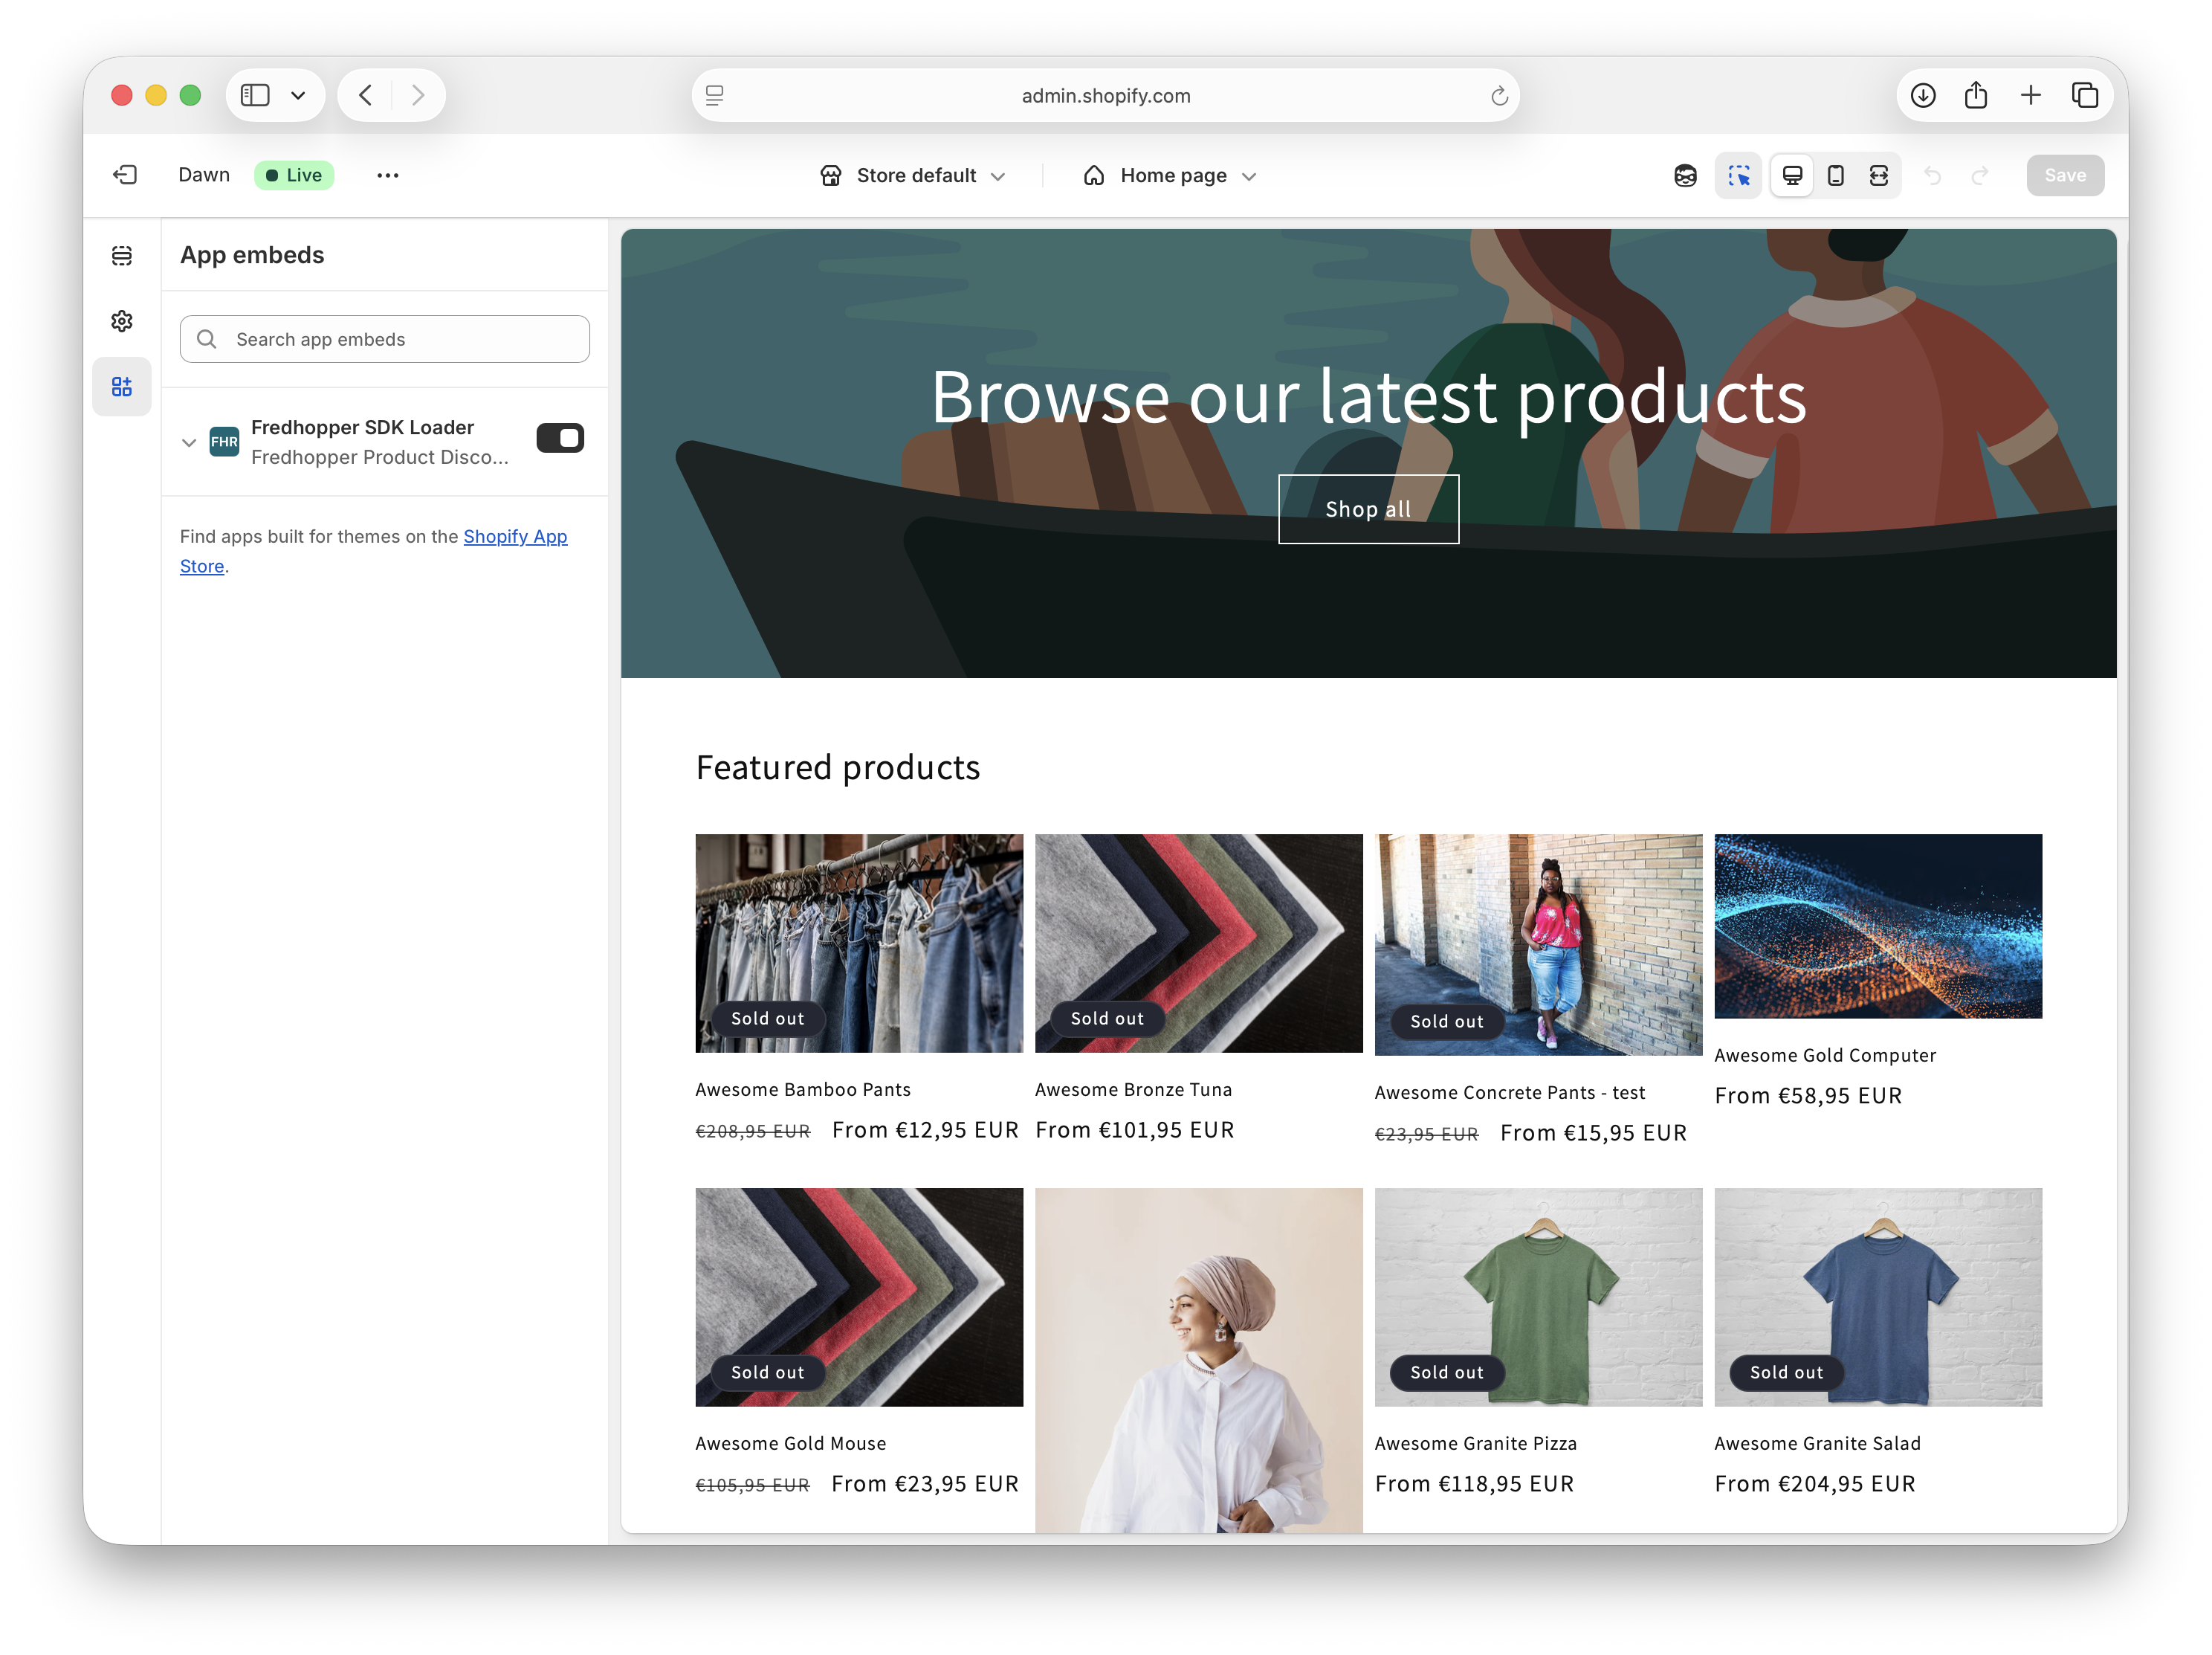 admin.shopify.com
Dawn
Live
Store default
Home page
Save
App embeds
Search app embeds
FHR
Fredhopper SDK Loader
Fredhopper Product Disco...
Find apps built for themes on the Shopify App
Store.
Browse our latest products
Shop all
Featured products
Sold out
Sold out
Sold out
Awesome Bamboo Pants
€208,95 EUR From €12,95 EUR
Awesome Bronze Tuna
From €101,95 EUR
Awesome Concrete Pants - test
€23,95 EUR From €15,95 EUR
Awesome Gold Computer
From €58,95 EUR
Sold out
Sold out
Sold out
Awesome Gold Mouse
€105,95 EUR From €23,95 EUR
Awesome Granite Pizza
From €118,95 EUR
Awesome Granite Salad
From €204,95 EUR